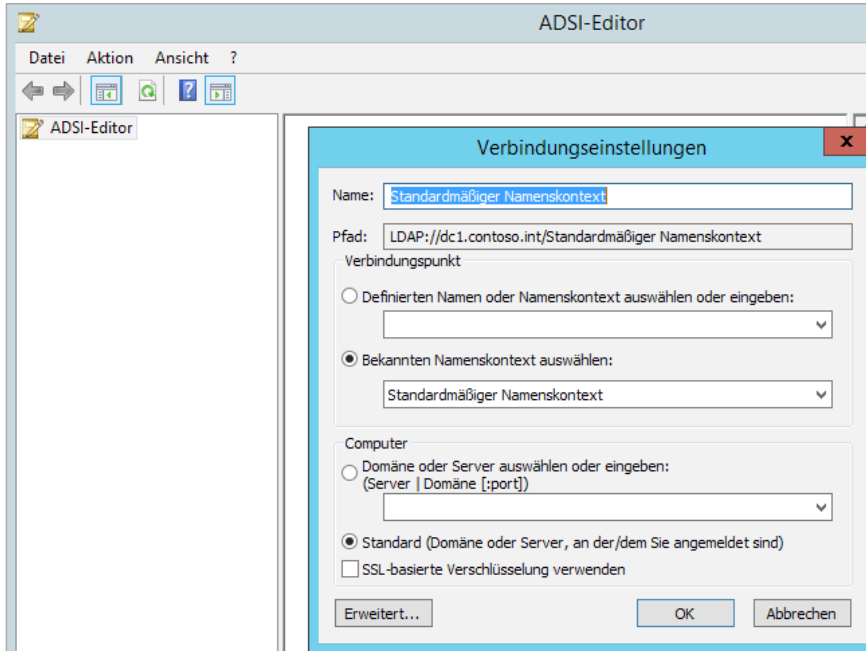 ADSI-Editor
Datei Aktion Ansicht ?
ADSI-Editor
Verbindungseinstellungen
x
Name: Standardmäßiger Namenskontext
Pfad: LDAP://dc1.contoso.int/Standardmäßiger Namenskontext
Verbindungspunkt
Definierten Namen oder Namenskontext auswählen oder eingeben:
Bekannten Namenskontext auswählen:
Standardmäßiger Namenskontext
Computer
Domäne oder Server auswählen oder eingeben:
(Server | Domäne [:port])
Standard (Domäne oder Server, an der/dem Sie angemeldet sind)
SSL-basierte Verschlüsselung verwenden
Erweitert... OK Abbrechen